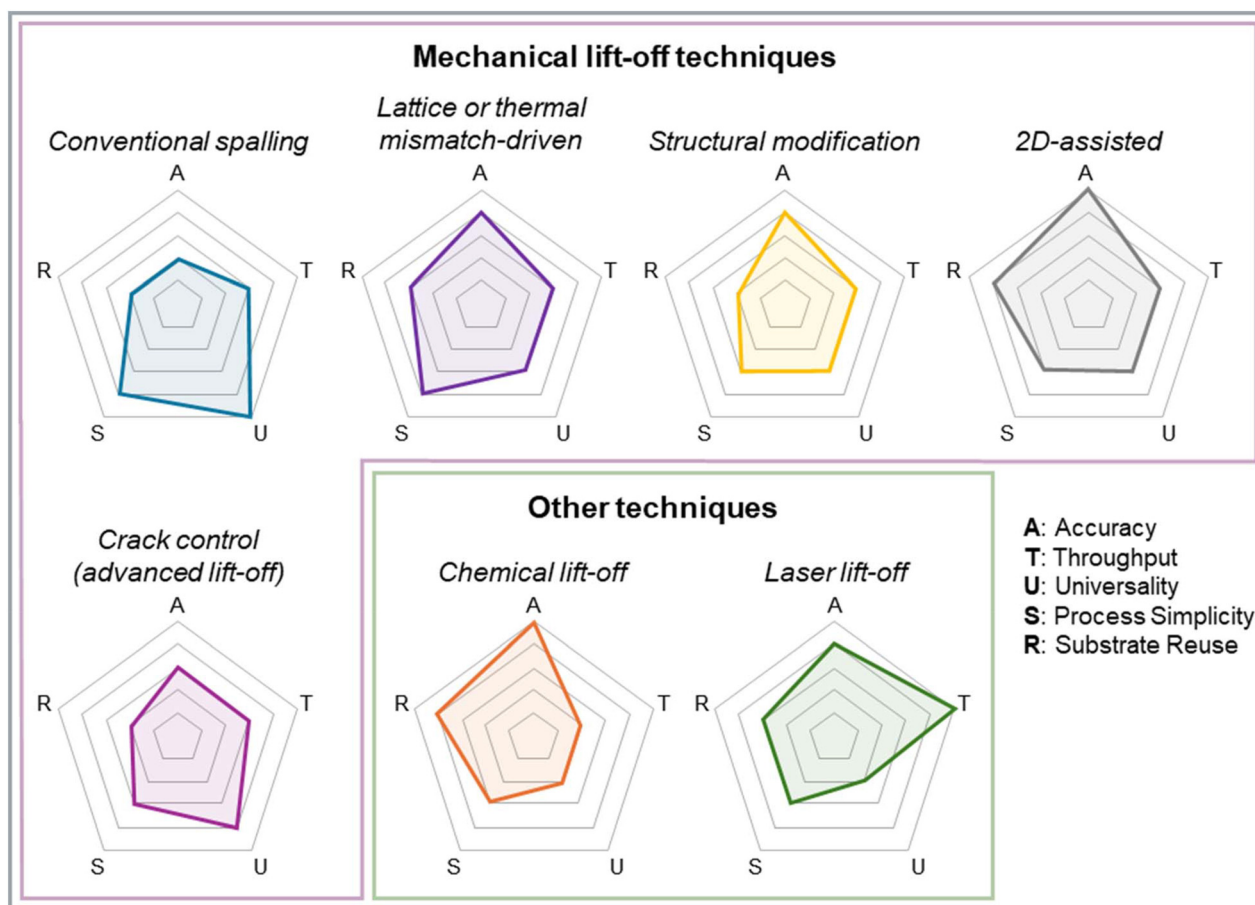 Mechanical lift-off techniques
Conventional spalling
A
R
T
S
U
Lattice or thermal
mismatch-driven
A
R
T
S
U
Structural modification
A
R
T
S
U
2D-assisted
A
R
T
S
U
Crack control
(advanced lift-off)
A
R
T
S
U
Other techniques
Chemical lift-off
A
R
T
S
U
Laser lift-off
A
R
T
S
U
A: Accuracy
T: Throughput
U: Universality
S: Process Simplicity
R: Substrate Reuse